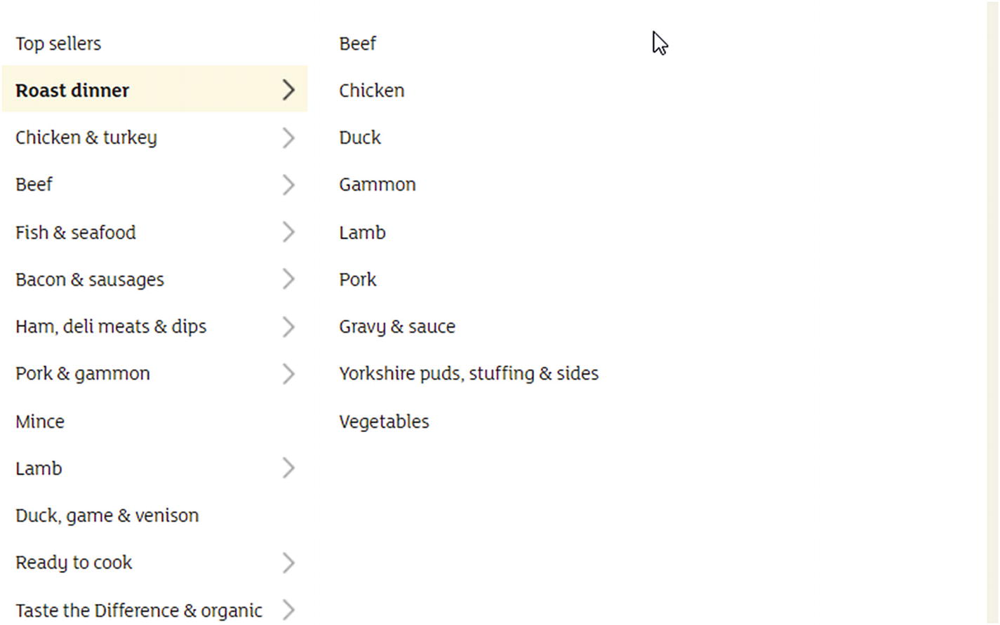 Top sellers
Roast dinner
Chicken & turkey
Beef
Fish & seafood
Bacon & sausages
Ham, deli meats & dips
Pork & gammon
Mince
Lamb
Duck, game & venison
Ready to cook
Taste the Difference & organic
Beef
Chicken
Duck
Gammon
Lamb
Pork
Gravy & sauce
Yorkshire puds, stuffing & sides
Vegetables